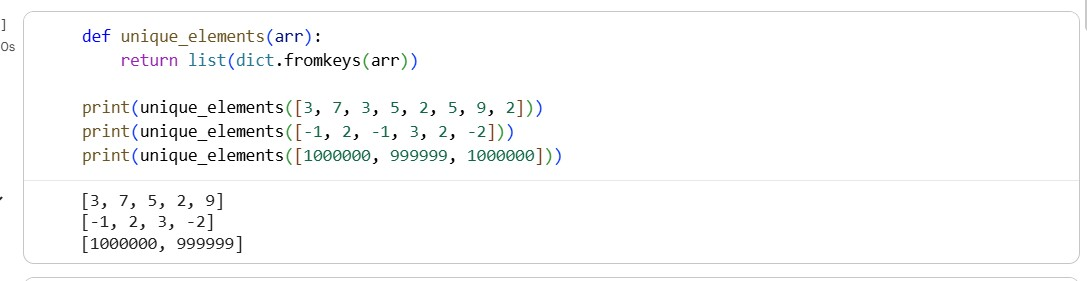 ]
0s
def unique_elements(arr):
    return list(dict.fromkeys(arr))
print(unique_elements([3, 7, 3, 5, 2, 5, 9, 2]))
print(unique_elements([-1, 2, -1, 3, 2, -2]))
print(unique_elements([1000000, 999999, 1000000]))
[3, 7, 5, 2, 9]
[-1, 2, 3, -2]
[1000000, 999999]